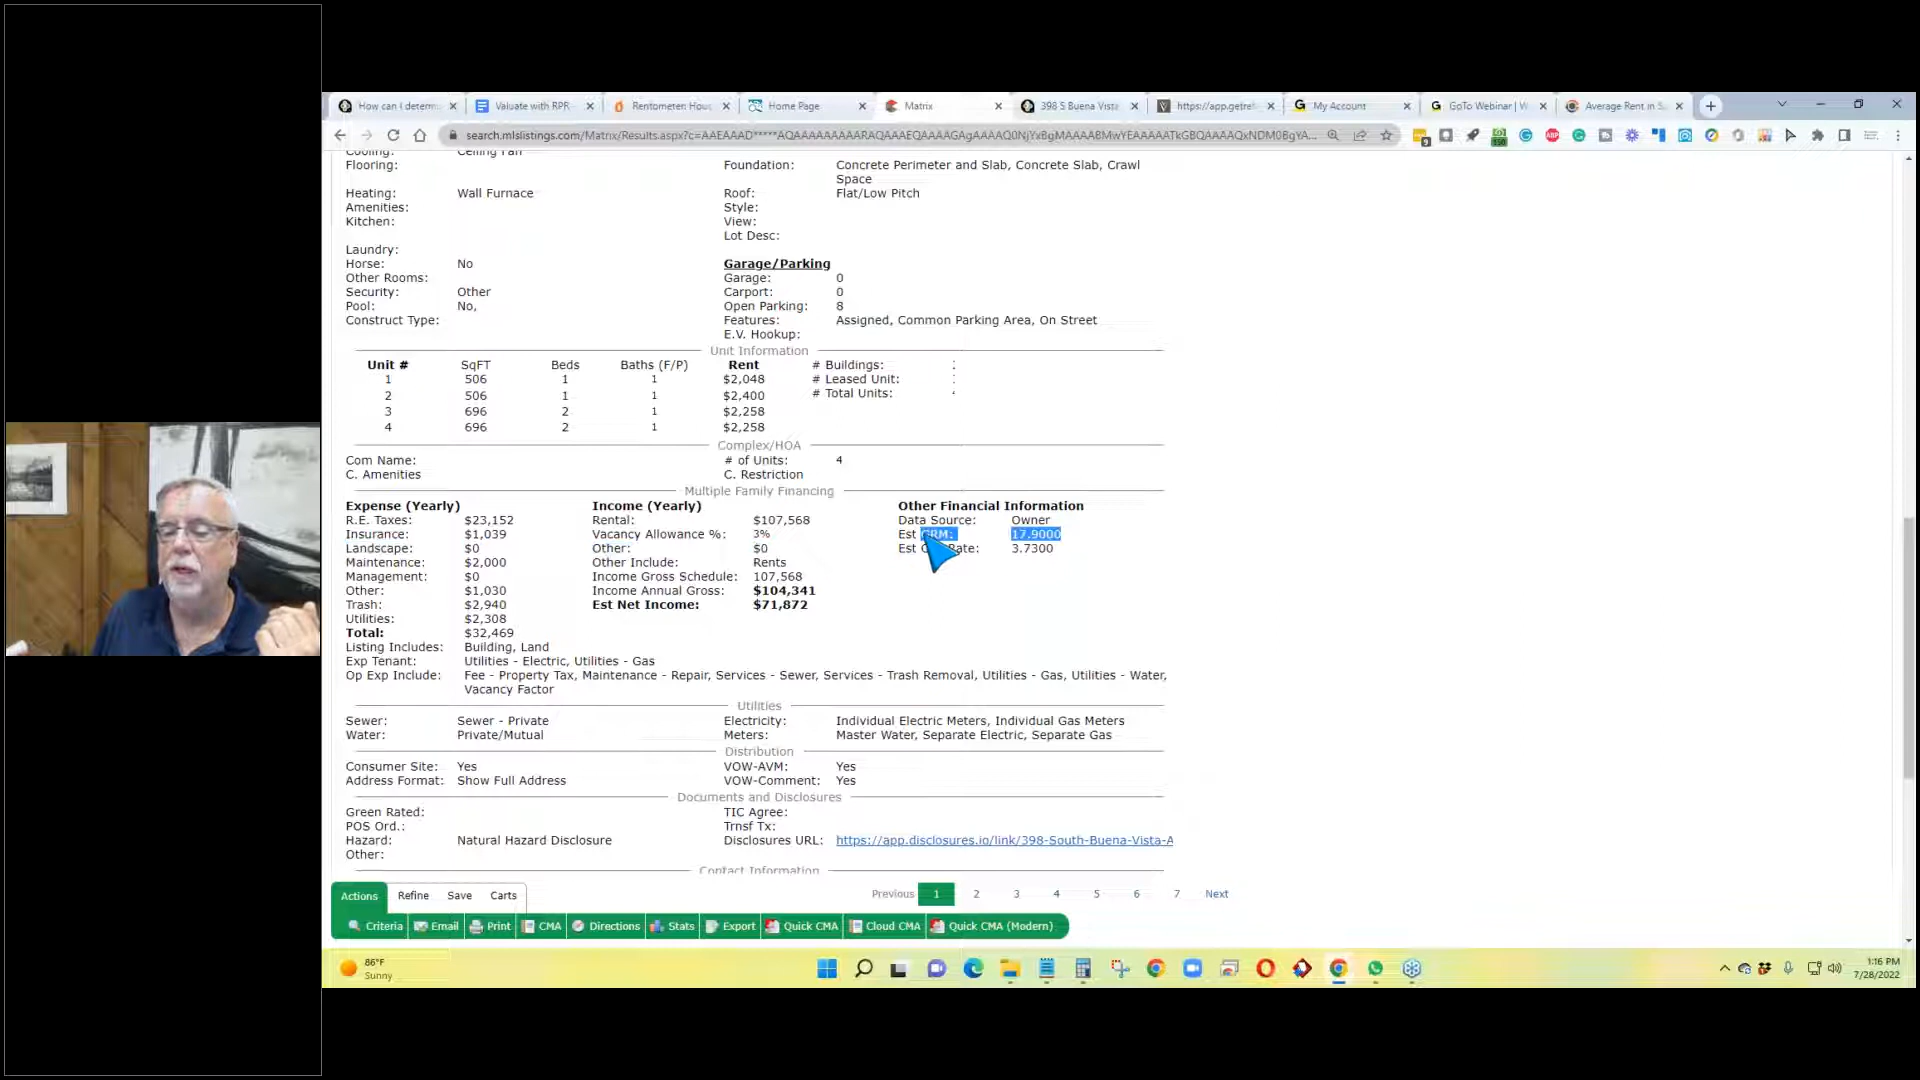 How can I determ
Valuate with RPR
Rentometer: Hou
Home Page
Matrix
398 S Buena Vista
https://app.getref
My Account
GoTo Webinar | W
Average Rent in S
search.mlslistings.com/Matrix/Results.aspx?c=
Cooling: Ceiling Fan
Flooring: Foundation: Concrete Perimeter and Slab, Concrete Slab, Crawl
Space
Heating: Wall Furnace Roof: Flat/Low Pitch
Amenities: Style:
Kitchen: View:
Lot Desc:
Laundry:
Horse: No Garage/Parking
Other Rooms: Garage: 0
Security: Other Carport: 0
Pool: No, Open Parking: 8
Construct Type: Features: Assigned, Common Parking Area, On Street
E.V. Hookup:
Unit Information
Unit # SqFT Beds Baths (F/P) Rent # Buildings:
1 506 1 1 $2,048 # Leased Unit:
2 506 1 1 $2,400 # Total Units:
3 696 2 1 $2,258
4 696 2 1 $2,258
Complex/HOA
Com Name: # of Units: 4
C. Amenities C. Restriction
Multiple Family Financing
Expense (Yearly) Income (Yearly) Other Financial Information
R.E. Taxes: $23,152 Rental: $107,568 Data Source: Owner
Insurance: $1,039 Vacancy Allowance %: 3% Est GRM: 17.9000
Landscape: $0 Other: $0 Est Rate: 3.7300
Maintenance: $2,000 Other Include: Rents
Management: $0 Income Gross Schedule: 107,568
Other: $1,030 Income Annual Gross: $104,341
Trash: $2,940 Est Net Income: $71,872
Utilities: $2,308
Total: $32,469
Listing Includes: Building, Land
Exp Tenant: Utilities - Electric, Utilities - Gas
Op Exp Include: Fee - Property Tax, Maintenance - Repair, Services - Sewer, Services - Trash Removal, Utilities - Gas, Utilities - Water,
Vacancy Factor
Utilities
Sewer: Sewer - Private Electricity: Individual Electric Meters, Individual Gas Meters
Water: Private/Mutual Meters: Master Water, Separate Electric, Separate Gas
Distribution
Consumer Site: Yes VOW-AVM: Yes
Address Format: Show Full Address VOW-Comment: Yes
Documents and Disclosures
Green Rated: TIC Agree:
POS Ord.: Trnsf Tx:
Hazard: Natural Hazard Disclosure Disclosures URL: https://app.disclosures.io/link/398-South-Buena-Vista-A
Other:
Contact Information
Actions Refine Save Carts Previous 1 2 3 4 5 6 7 Next
Criteria Email Print CMA Directions Stats Export Quick CMA Cloud CMA Quick CMA (Modern)
86°F
Sunny
1:16 PM
7/28/2022